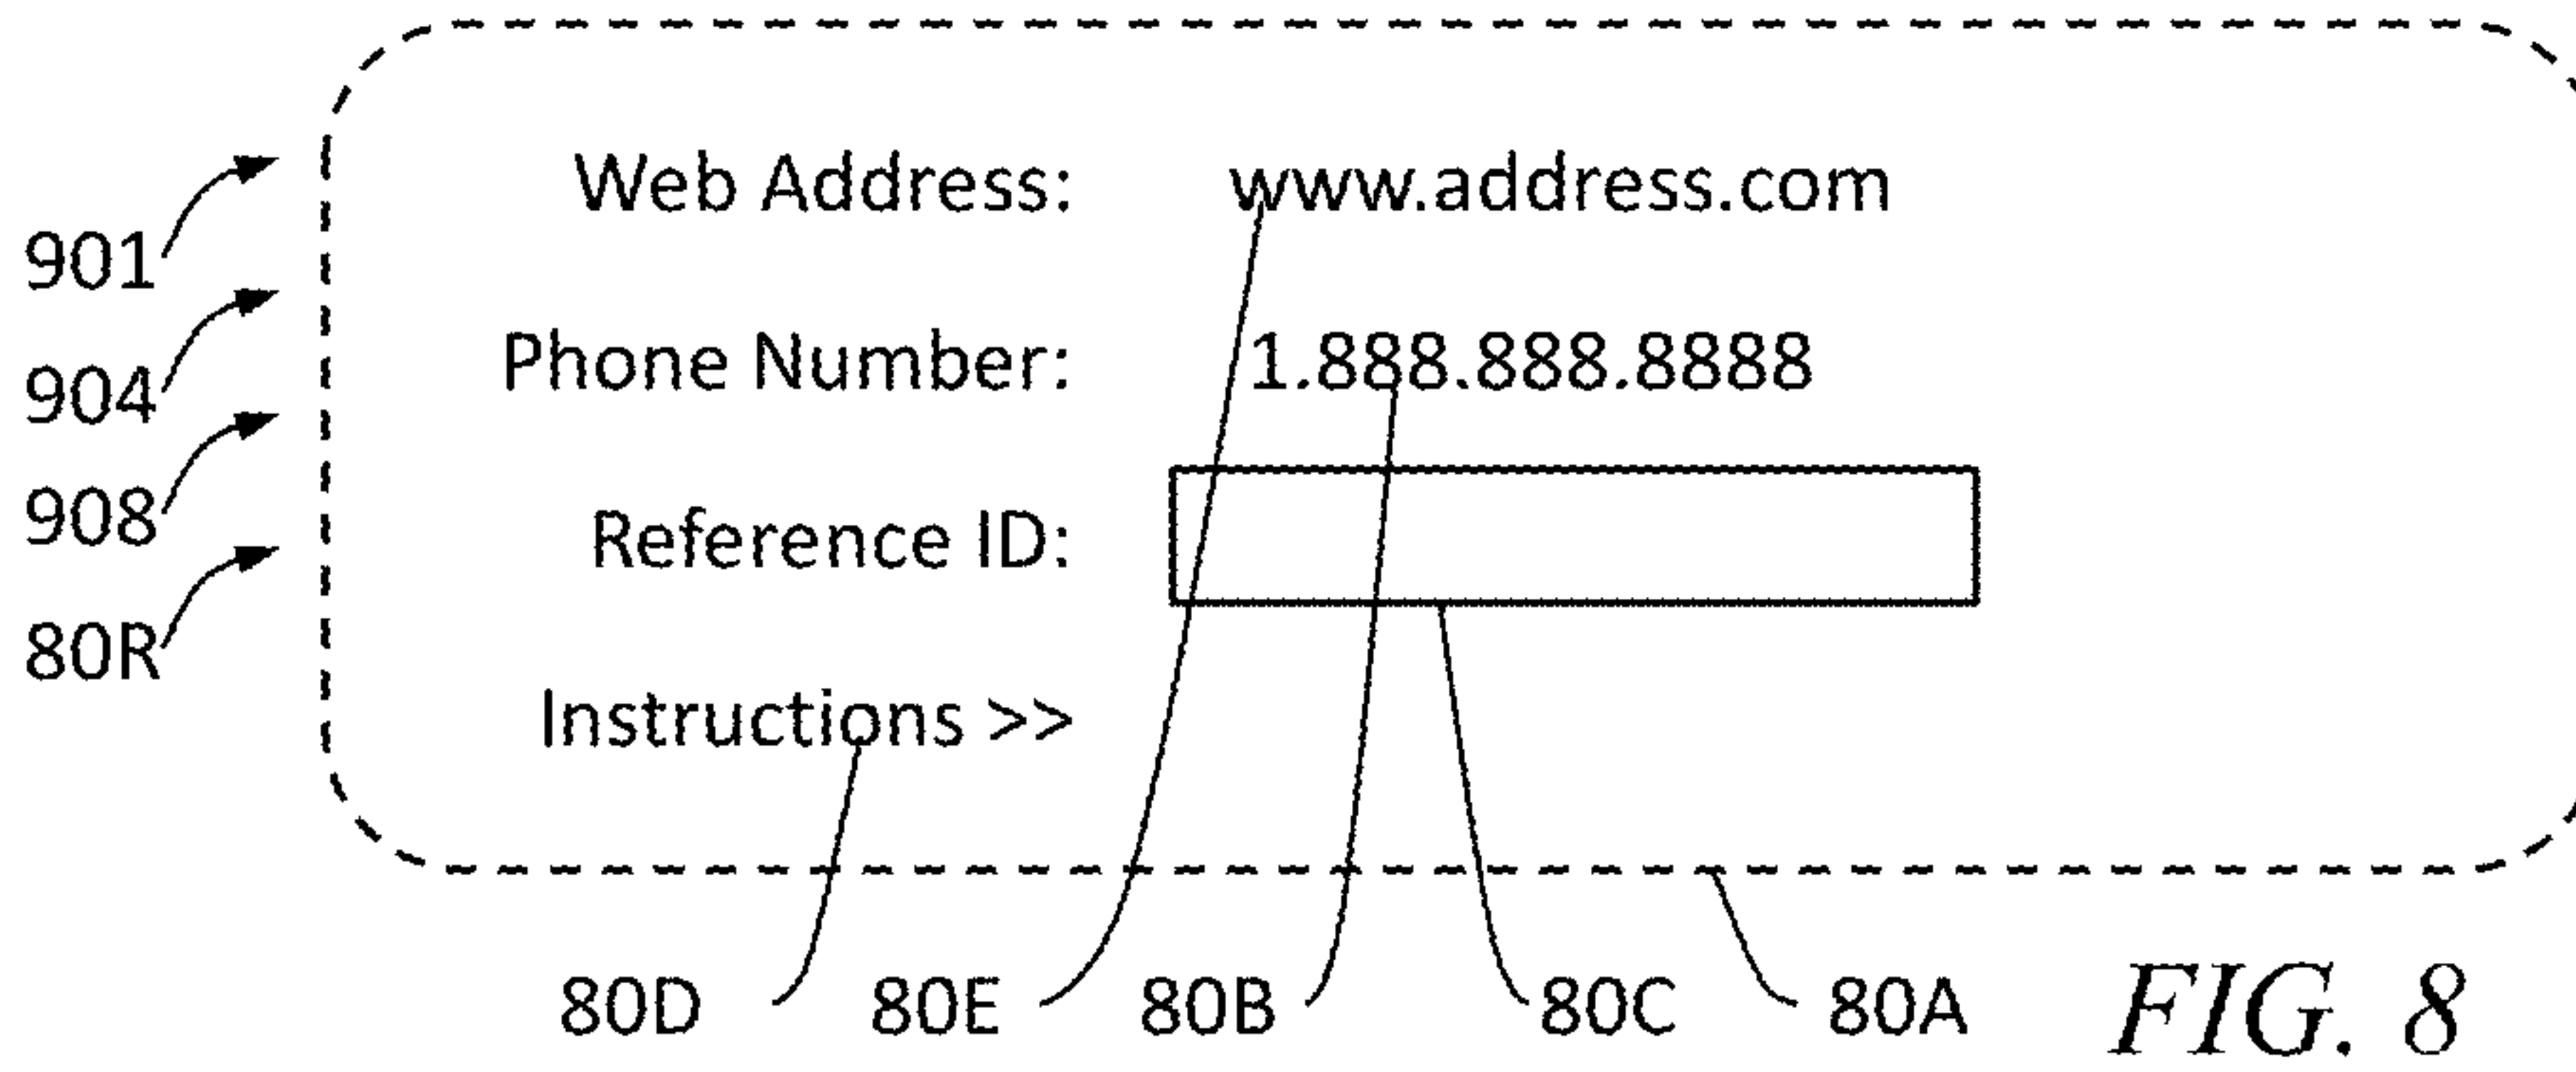 Web Address: www.address.com
901
Phone Number: 1.888.888.8888
904
908
Reference ID:
80R
Instructions >>
80D 80E 80B 80C 80A FIG. 8